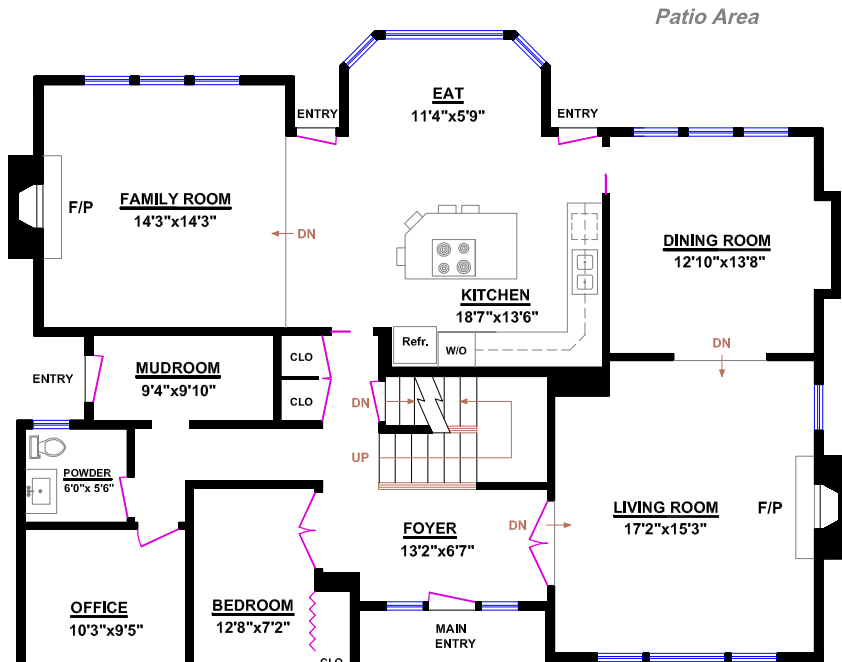 Patio Area
EAT
11'4"x5'9"
ENTRY
ENTRY
FAMILY ROOM
14'3"x14'3"
F/P
DN
DINING ROOM
12'10"x13'8"
KITCHEN
18'7"x13'6"
Refr.
W/O
DN
CLO
CLO
MUDROOM
9'4"x9'10"
ENTRY
DN
UP
POWDER
6'0"x 5'6"
LIVING ROOM
17'2"x15'3"
F/P
FOYER
13'2"x6'7"
DN
OFFICE
10'3"x9'5"
BEDROOM
12'8"x7'2"
MAIN
ENTRY
CLO